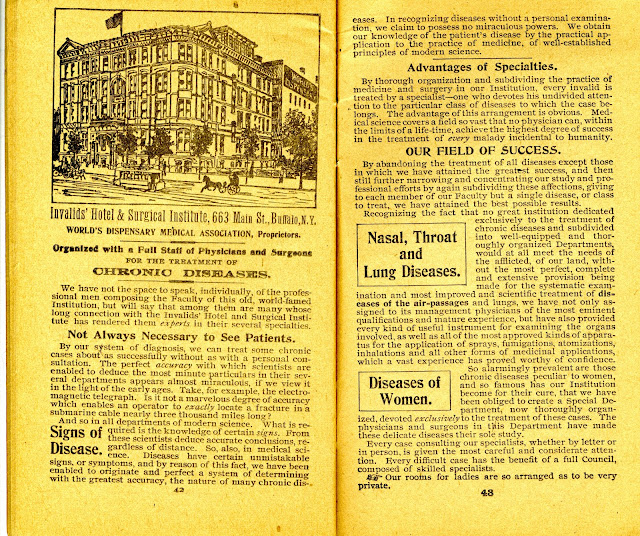 Invalids' Hotel & Surgical Institute, 663 Main St., Buffalo, N.Y.
WORLD'S DISPENSARY MEDICAL ASSOCIATION, Proprietors.
Organized with a Full Staff of Physicians and Surgeons
FOR THE TREATMENT OF
CHRONIC DISEASES.
We have not the space to speak, individually, of the profes-
sional men composing the Faculty of this old, world-famed
Institution, but will say that among them are many whose
long connection with the Invalids' Hotel and Surgical Insti-
tute has rendered them experts in their several specialties.
Not Always Necessary to See Patients.
By our system of diagnosis, we can treat some chronic
cases about as successfully without as with a personal con-
sultation. The perfect accuracy with which scientists are
enabled to deduce the most minute particulars in their sev-
eral departments appears almost miraculous, if we view it
in the light of the early ages. Take, for example, the electro-
magnetic telegraph. Is it not a marvelous degree of accuracy
which enables an operator to exactly locate a fracture in a
submarine cable nearly three thousand miles long?
And so in all departments of modern science. What is re-
Signs of
Disease.
quired is the knowledge of certain signs. From
these scientists deduce accurate conclusions, re-
gardless of distance. So, also, in medical sci-
ence. Diseases have certain unmistakable
signs, or symptoms, and by reason of this fact, we have been
enabled to originate and perfect a system of determining
with the greatest accuracy, the nature of many chronic dis-
42
eases. In recognizing diseases without a personal examina-
tion, we claim to possess no miraculous powers. We obtain
our knowledge of the patient's disease by the practical ap-
plication to the practice of medicine, of well-established
principles of modern science.
Advantages of Specialties.
By thorough organization and subdividing the practice of
medicine and surgery in our Institution, every invalid is
treated by a specialist—one who devotes his undivided atten-
tion to the particular class of diseases to which the case be-
longs. The advantage of this arrangement is obvious. Med-
ical science covers a field so vast that no physician can, within
the limits of a life-time, achieve the highest degree of success
in the treatment of every malady incidental to humanity.
OUR FIELD OF SUCCESS.
By abandoning the treatment of all diseases except those
in which we have attained the greatest success, and then
still further narrowing and concentrating our study and pro-
fessional efforts by again subdividing these affections, giving
to each member of our Faculty but a single, disease, or class
to treat, we have attained the best possible results.
Recognizing the fact that no great institution dedicated
Nasal, Throat
and
Lung Diseases.
exclusively to the treatment of
chronic diseases and subdivided
into well-equipped and thor-
oughly organized Departments,
would at all meet the needs of
the afflicted, of our land, with-
out the most perfect, complete
and extensive provision being
made for the systematic exam-
ination and most improved and scientific treatment of dis-
eases of the air-passages and lungs, we have not only as-
signed to its management physicians of the most eminent
qualifications and mature experience, but have also provided
every kind of useful instrument for examining the organs
involved, as well as all of the most approved kinds of appara-
tus for the application of sprays, fumigations, atomizations,
inhalations and all other forms of medicinal applications,
which a vast experience has proved worthy of confidence.
Diseases of
Women.
So alarmingly prevalent are those
chronic diseases peculiar to women,
and so famous has our Institution
become for their cure, that we have
been obliged to create a Special De-
partment, now thoroughly organ-
ized, devoted exclusively to the treatment of these cases. The
physicians and surgeons in this Department have made
these delicate diseases their sole study.
Every case consulting our specialists, whether by letter or
in person, is given the most careful and considerate atten-
tion. Every difficult case has the benefit of a full Council,
composed of skilled specialists.
☞ Our rooms for ladies are so arranged as to be very
private.
43